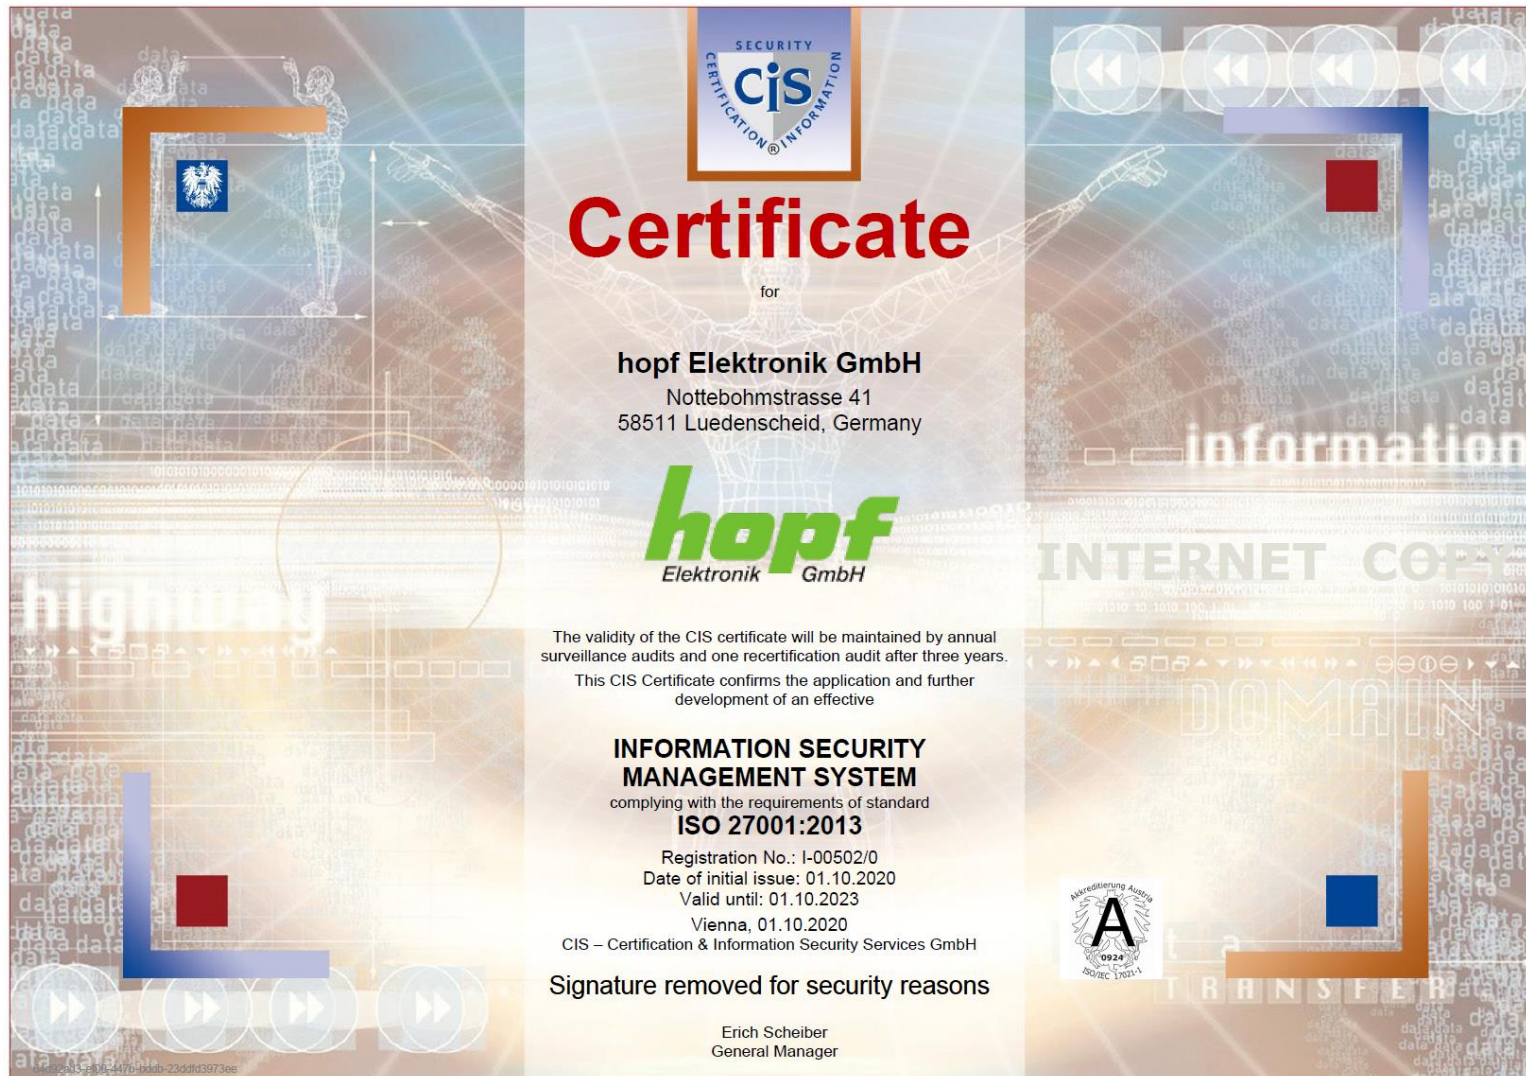 SECURITY
CERTIFICATION INFORMATION
CiS
®
Certificate
for
hopf Elektronik GmbH
Nottebohmstrasse 41
58511 Luedenscheid, Germany
information
hopf
Elektronik GmbH
INTERNET COPY
highway
The validity of the CIS certificate will be maintained by annual
surveillance audits and one recertification audit after three years.
This CIS Certificate confirms the application and further
development of an effective
DOMAIN
INFORMATION SECURITY
MANAGEMENT SYSTEM
complying with the requirements of standard
ISO 27001:2013
Registration No.: I-00502/0
Date of initial issue: 01.10.2020
Valid until: 01.10.2023
Vienna, 01.10.2020
CIS – Certification & Information Security Services GmbH
Akkreditierung Austria
A
0924
ISO/IEC 17021-1
TRANSFER
Signature removed for security reasons
Erich Scheiber
General Manager